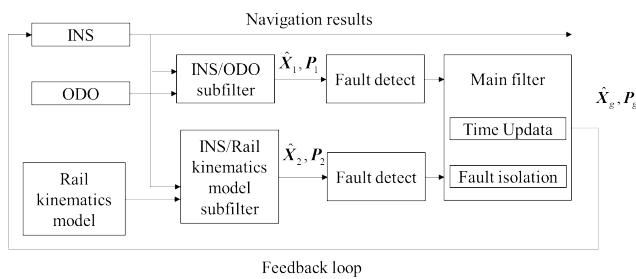 Navigation results
INS
ODO
Rail
kinematics
model
INS/ODO
subfilter
INS/Rail
kinematics
model
subfilter
X̂₁, P₁
X̂₂, P₂
Fault detect
Fault detect
Main filter
Time Updata
Fault isolation
X̂g, Pg
Feedback loop